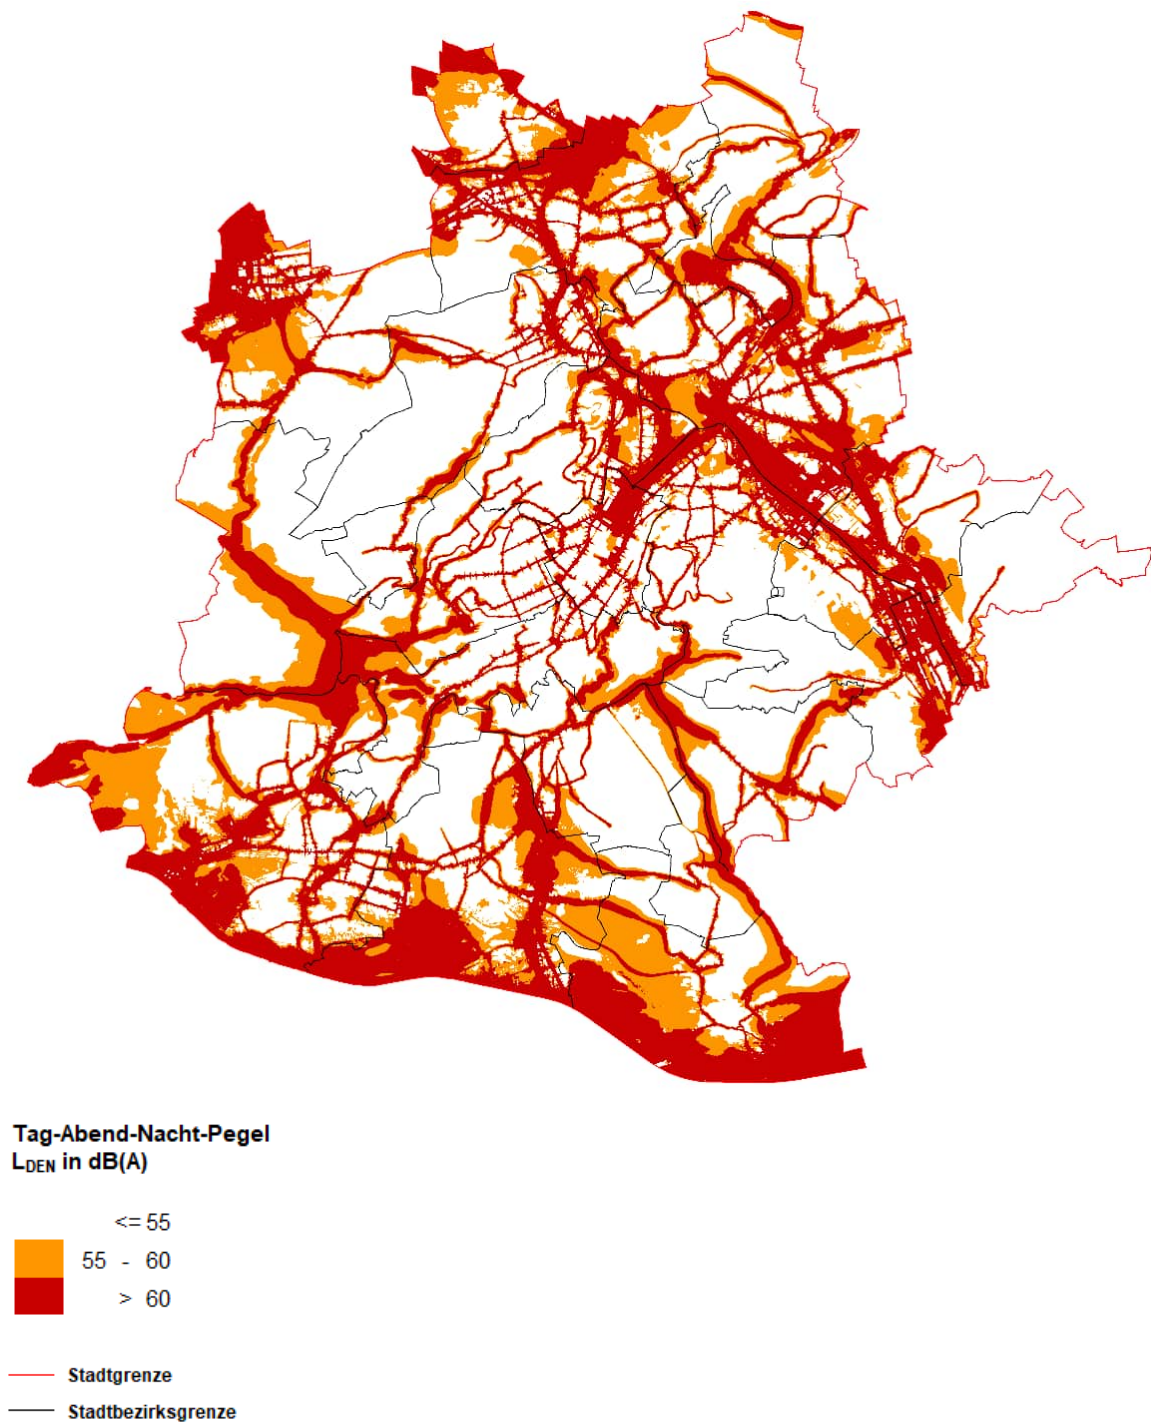 Tag-Abend-Nacht-Pegel
LDEN in dB(A)
<= 55
55 - 60
> 60
Stadtgrenze
Stadtbezirksgrenze